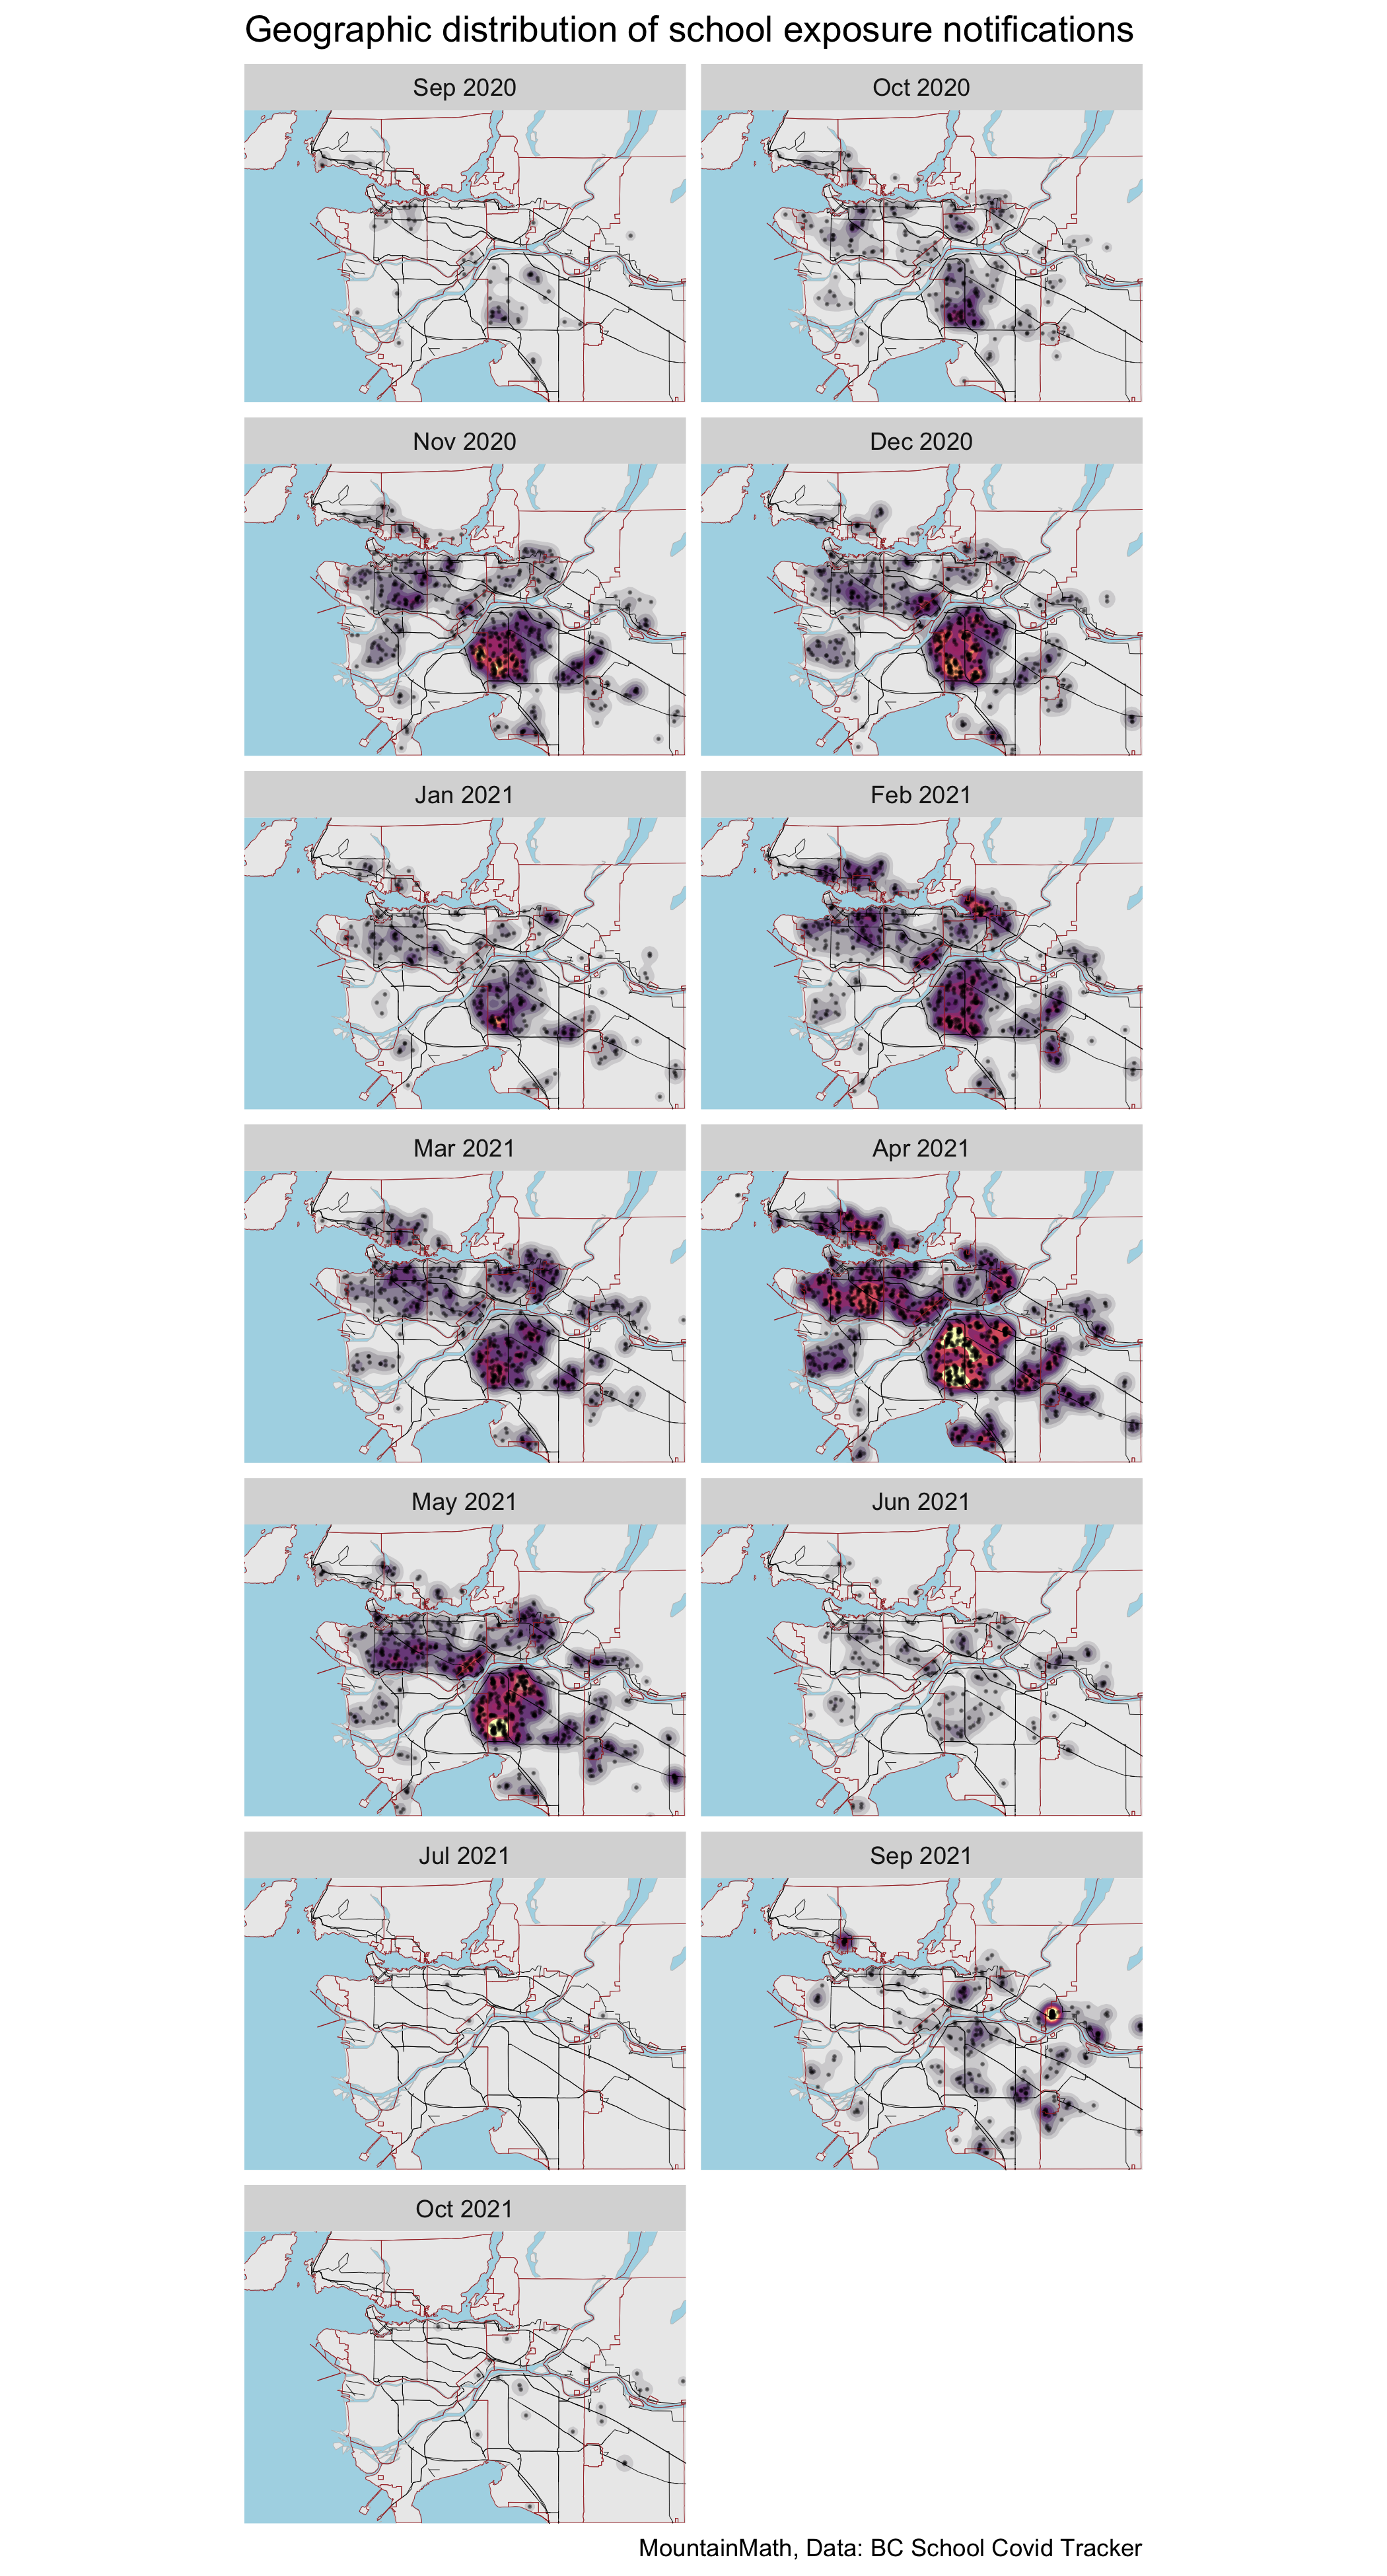 Geographic distribution of school exposure notifications
Sep 2020
Oct 2020
Nov 2020
Dec 2020
Jan 2021
Feb 2021
Mar 2021
Apr 2021
May 2021
Jun 2021
Jul 2021
Sep 2021
Oct 2021
MountainMath, Data: BC School Covid Tracker